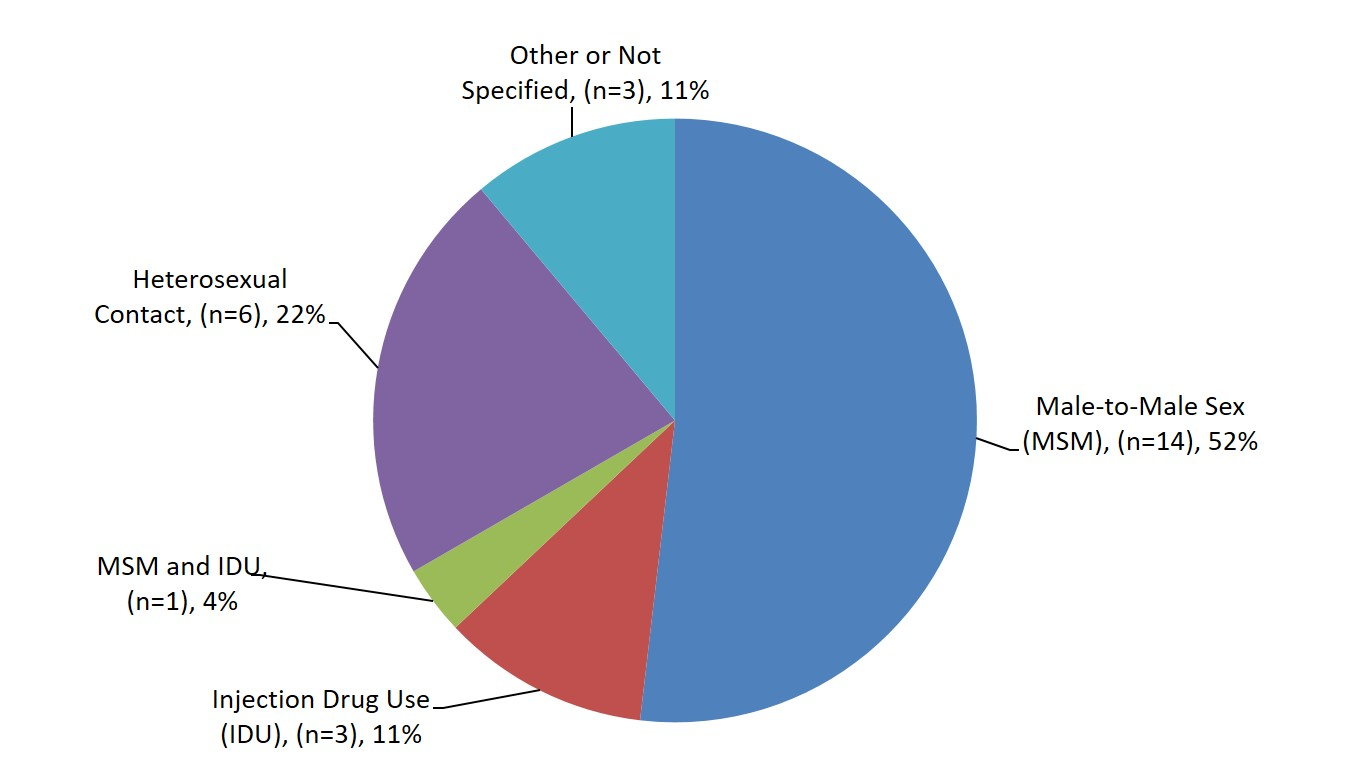 Other or Not
Specified, (n=3), 11%
Heterosexual
Contact, (n=6), 22%
Male-to-Male Sex
(MSM), (n=14), 52%
MSM and IDU,
(n=1), 4%
Injection Drug Use
(IDU), (n=3), 11%